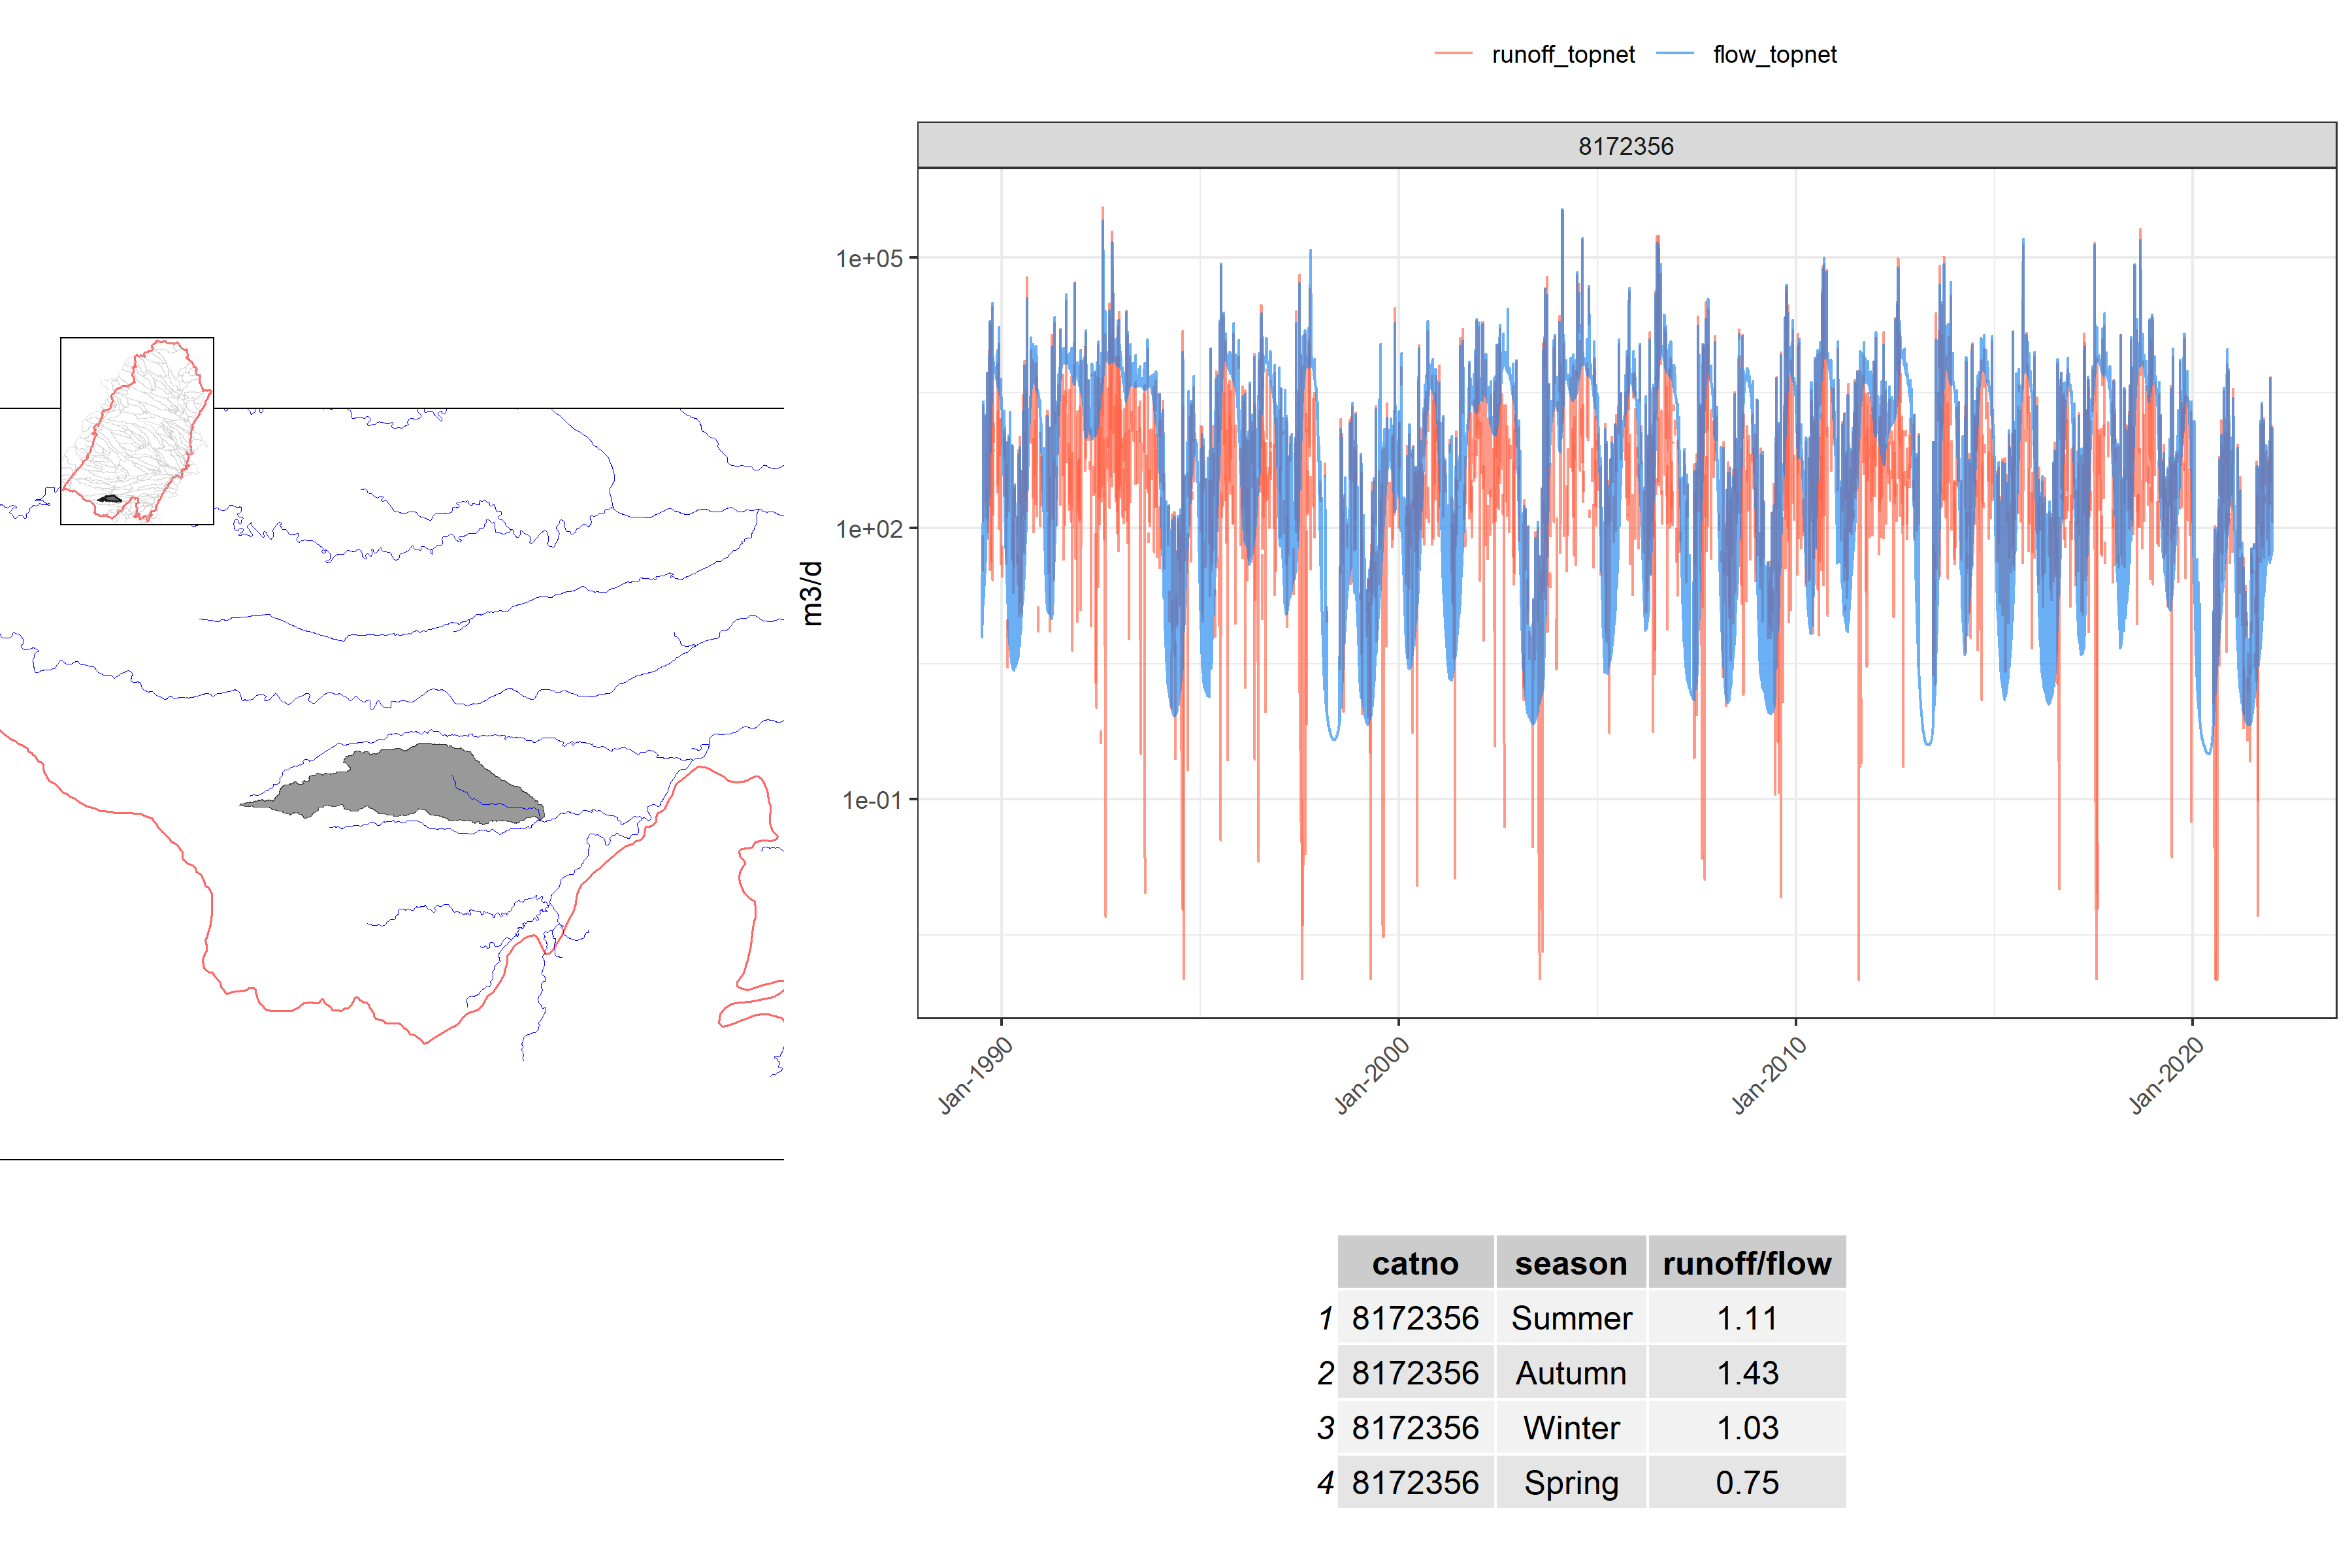 runoff_topnet flow_topnet
8172356
1e+05
1e+02
1e-01
m3/d
Jan-1990 Jan-2000 Jan-2010 Jan-2020
catno season runoff/flow
1 8172356 Summer 1.11
2 8172356 Autumn 1.43
3 8172356 Winter 1.03
4 8172356 Spring 0.75